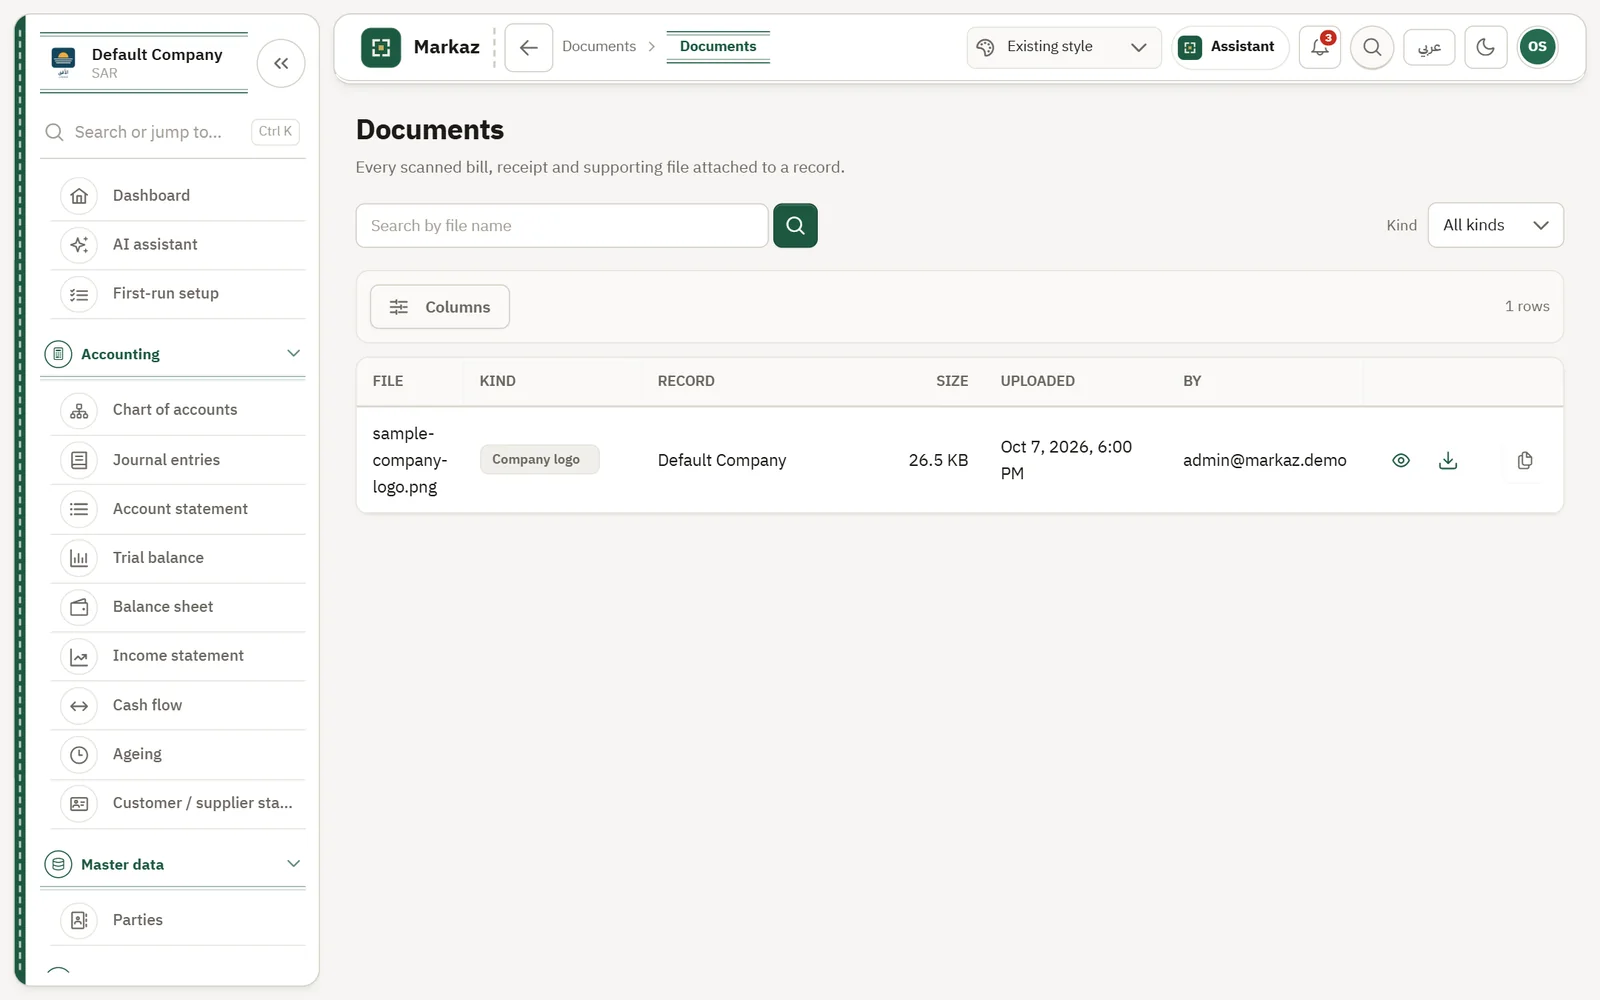 Default Company
SAR
Search or jump to...
Ctrl K
Dashboard
AI assistant
First-run setup
Accounting
Chart of accounts
Journal entries
Account statement
Trial balance
Balance sheet
Income statement
Cash flow
Ageing
Customer / supplier sta...
Master data
Parties
Markaz
Documents
Documents
Existing style
Assistant
3
عربي
OS
Documents
Every scanned bill, receipt and supporting file attached to a record.
Search by file name
Kind
All kinds
Columns
1 rows
FILE
KIND
RECORD
SIZE
UPLOADED
BY
sample-
company-
logo.png
Company logo
Default Company
26.5 KB
Oct 7, 2026, 6:00
PM
admin@markaz.demo